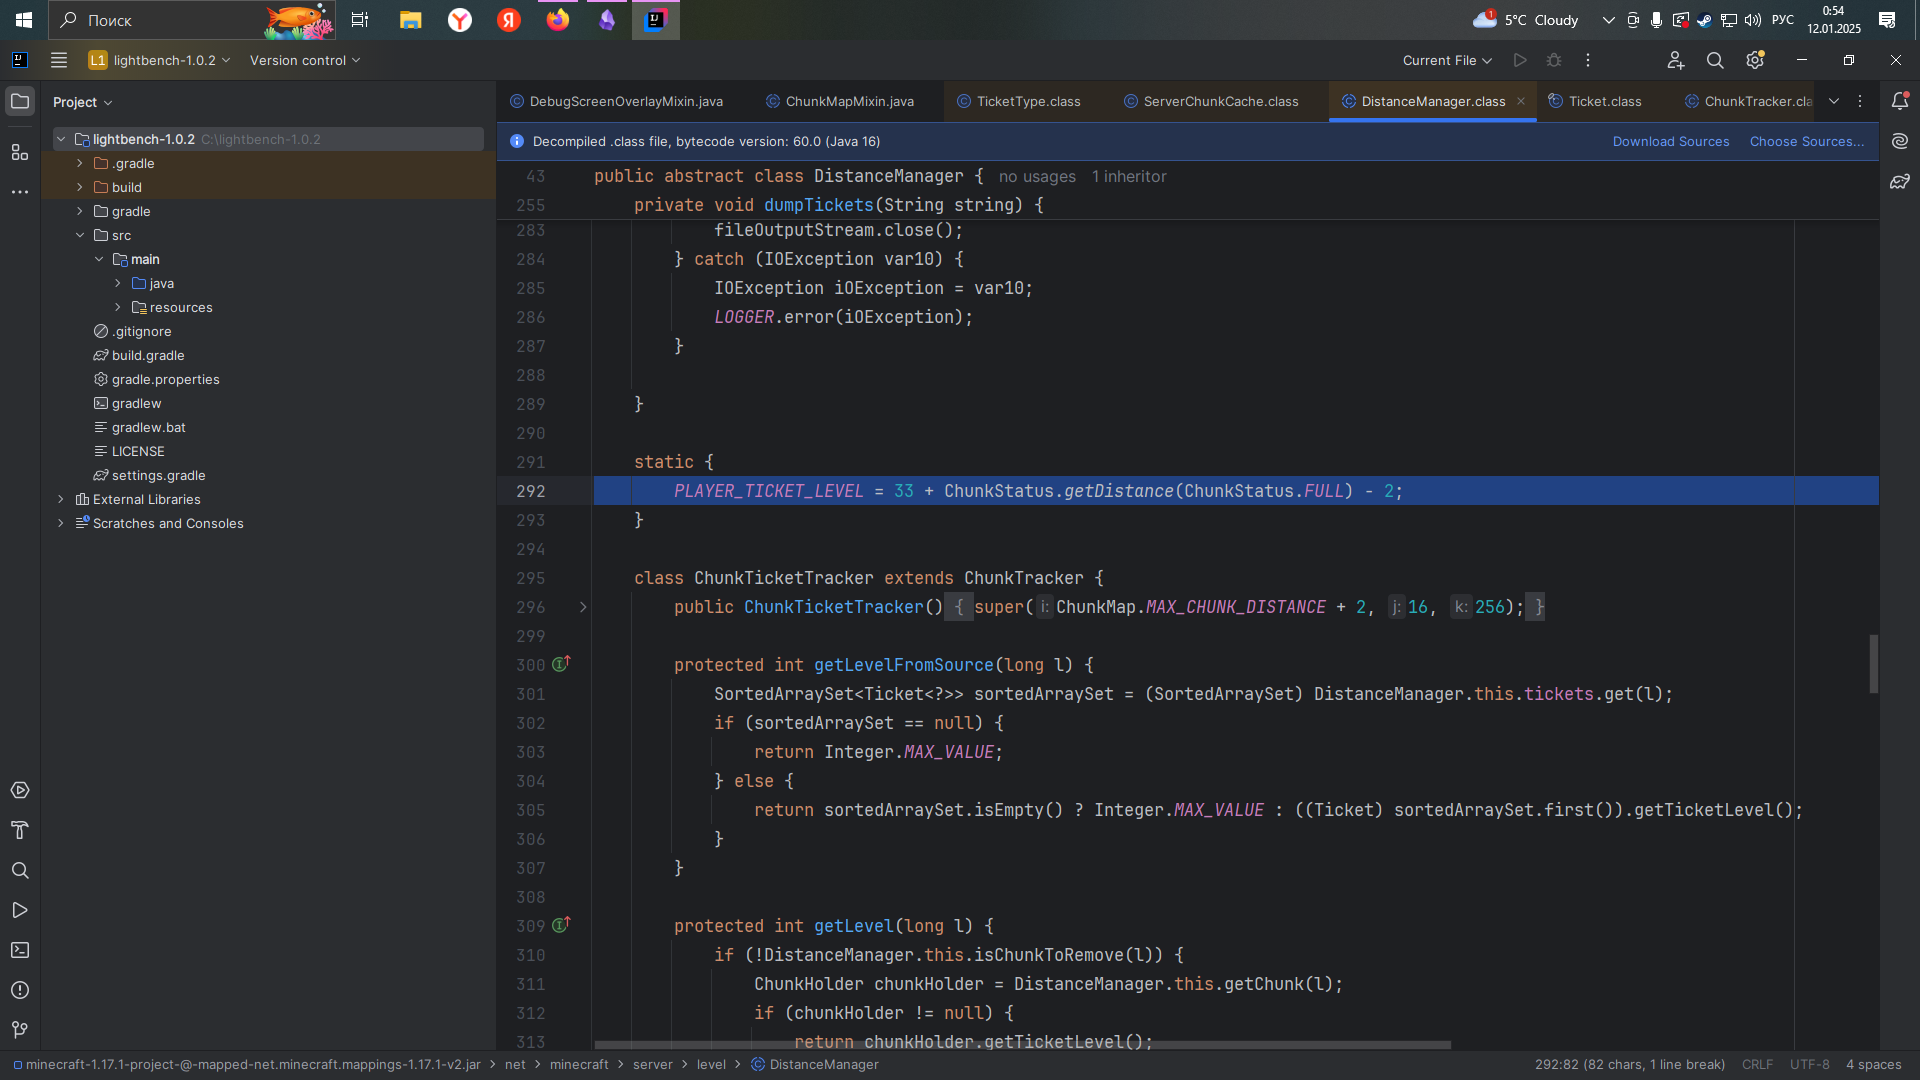 Поиск
1
5°C Cloudy
РУС
0:54
12.01.2025
L1 lightbench-1.0.2
Version control
Current File
Project
DebugScreenOverlayMixin.java
ChunkMapMixin.java
TicketType.class
ServerChunkCache.class
DistanceManager.class
Ticket.class
ChunkTracker.cla
Decompiled .class file, bytecode version: 60.0 (Java 16)
Download Sources
Choose Sources...
lightbench-1.0.2 C:\lightbench-1.0.2
.gradle
build
gradle
src
main
java
resources
.gitignore
build.gradle
gradle.properties
gradlew
gradlew.bat
LICENSE
settings.gradle
External Libraries
Scratches and Consoles
43 public abstract class DistanceManager { no usages 1 inheritor
255 private void dumpTickets(String string) {
283 fileOutputStream.close();
284 } catch (IOException var10) {
285 IOException iOException = var10;
286 LOGGER.error(iOException);
287 }
288
289 }
290
291 static {
292 PLAYER_TICKET_LEVEL = 33 + ChunkStatus.getDistance(ChunkStatus.FULL) - 2;
293 }
294
295 class ChunkTicketTracker extends ChunkTracker {
296 public ChunkTicketTracker() { super( i: ChunkMap.MAX_CHUNK_DISTANCE + 2, j: 16, k: 256); }
299
300 protected int getLevelFromSource(long l) {
301 SortedArraySet<Ticket<?>> sortedArraySet = (SortedArraySet) DistanceManager.this.tickets.get(l);
302 if (sortedArraySet == null) {
303 return Integer.MAX_VALUE;
304 } else {
305 return sortedArraySet.isEmpty() ? Integer.MAX_VALUE : ((Ticket) sortedArraySet.first()).getTicketLevel();
306 }
307 }
308
309 protected int getLevel(long l) {
310 if (!DistanceManager.this.isChunkToRemove(l)) {
311 ChunkHolder chunkHolder = DistanceManager.this.getChunk(l);
312 if (chunkHolder != null) {
313 return chunkHolder.getTicketLevel();
minecraft-1.17.1-project-@-mapped-net.minecraft.mappings-1.17.1-v2.jar > net > minecraft > server > level > DistanceManager
292:82 (82 chars, 1 line break) CRLF UTF-8 4 spaces